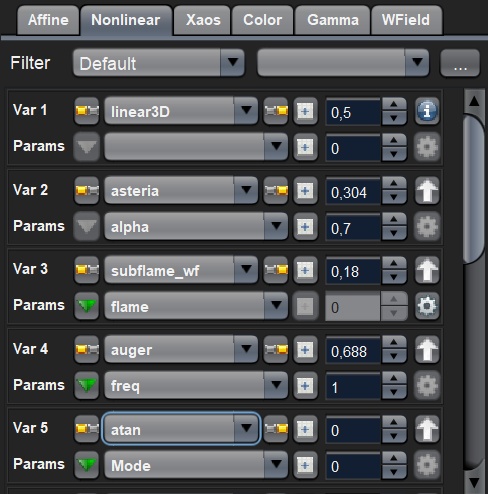 Affine Nonlinear Xaos Color Gamma WField
Filter Default ...
Var 1 linear3D 0,5
Params 0
Var 2 asteria 0,304
Params alpha 0,7
Var 3 subflame_wf 0,18
Params flame 0
Var 4 auger 0,688
Params freq 1
Var 5 atan 0
Params Mode 0